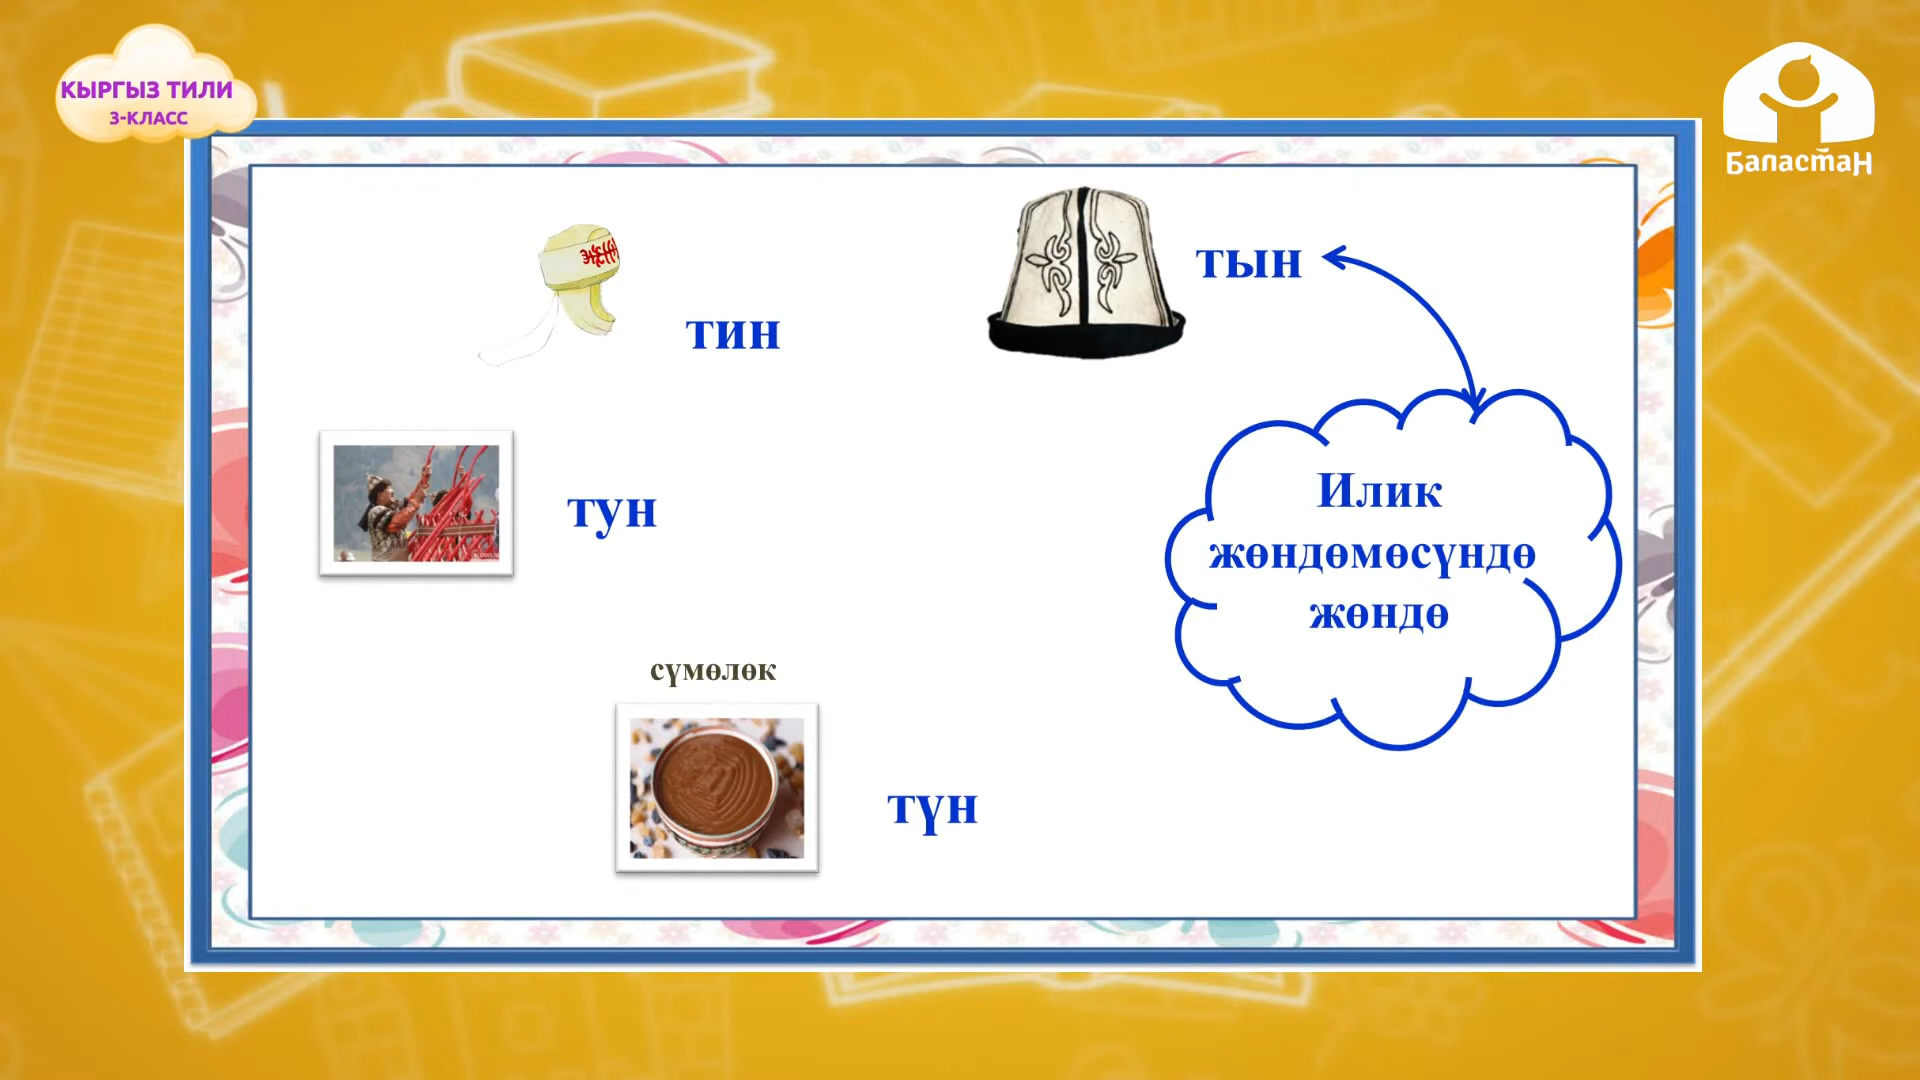 КЫРГЫЗ ТИЛИ
3-КЛАСС
Баластан
тын
тин
Илик
жөндөмөсүндө
жөндө
тун
сүмөлөк
түн